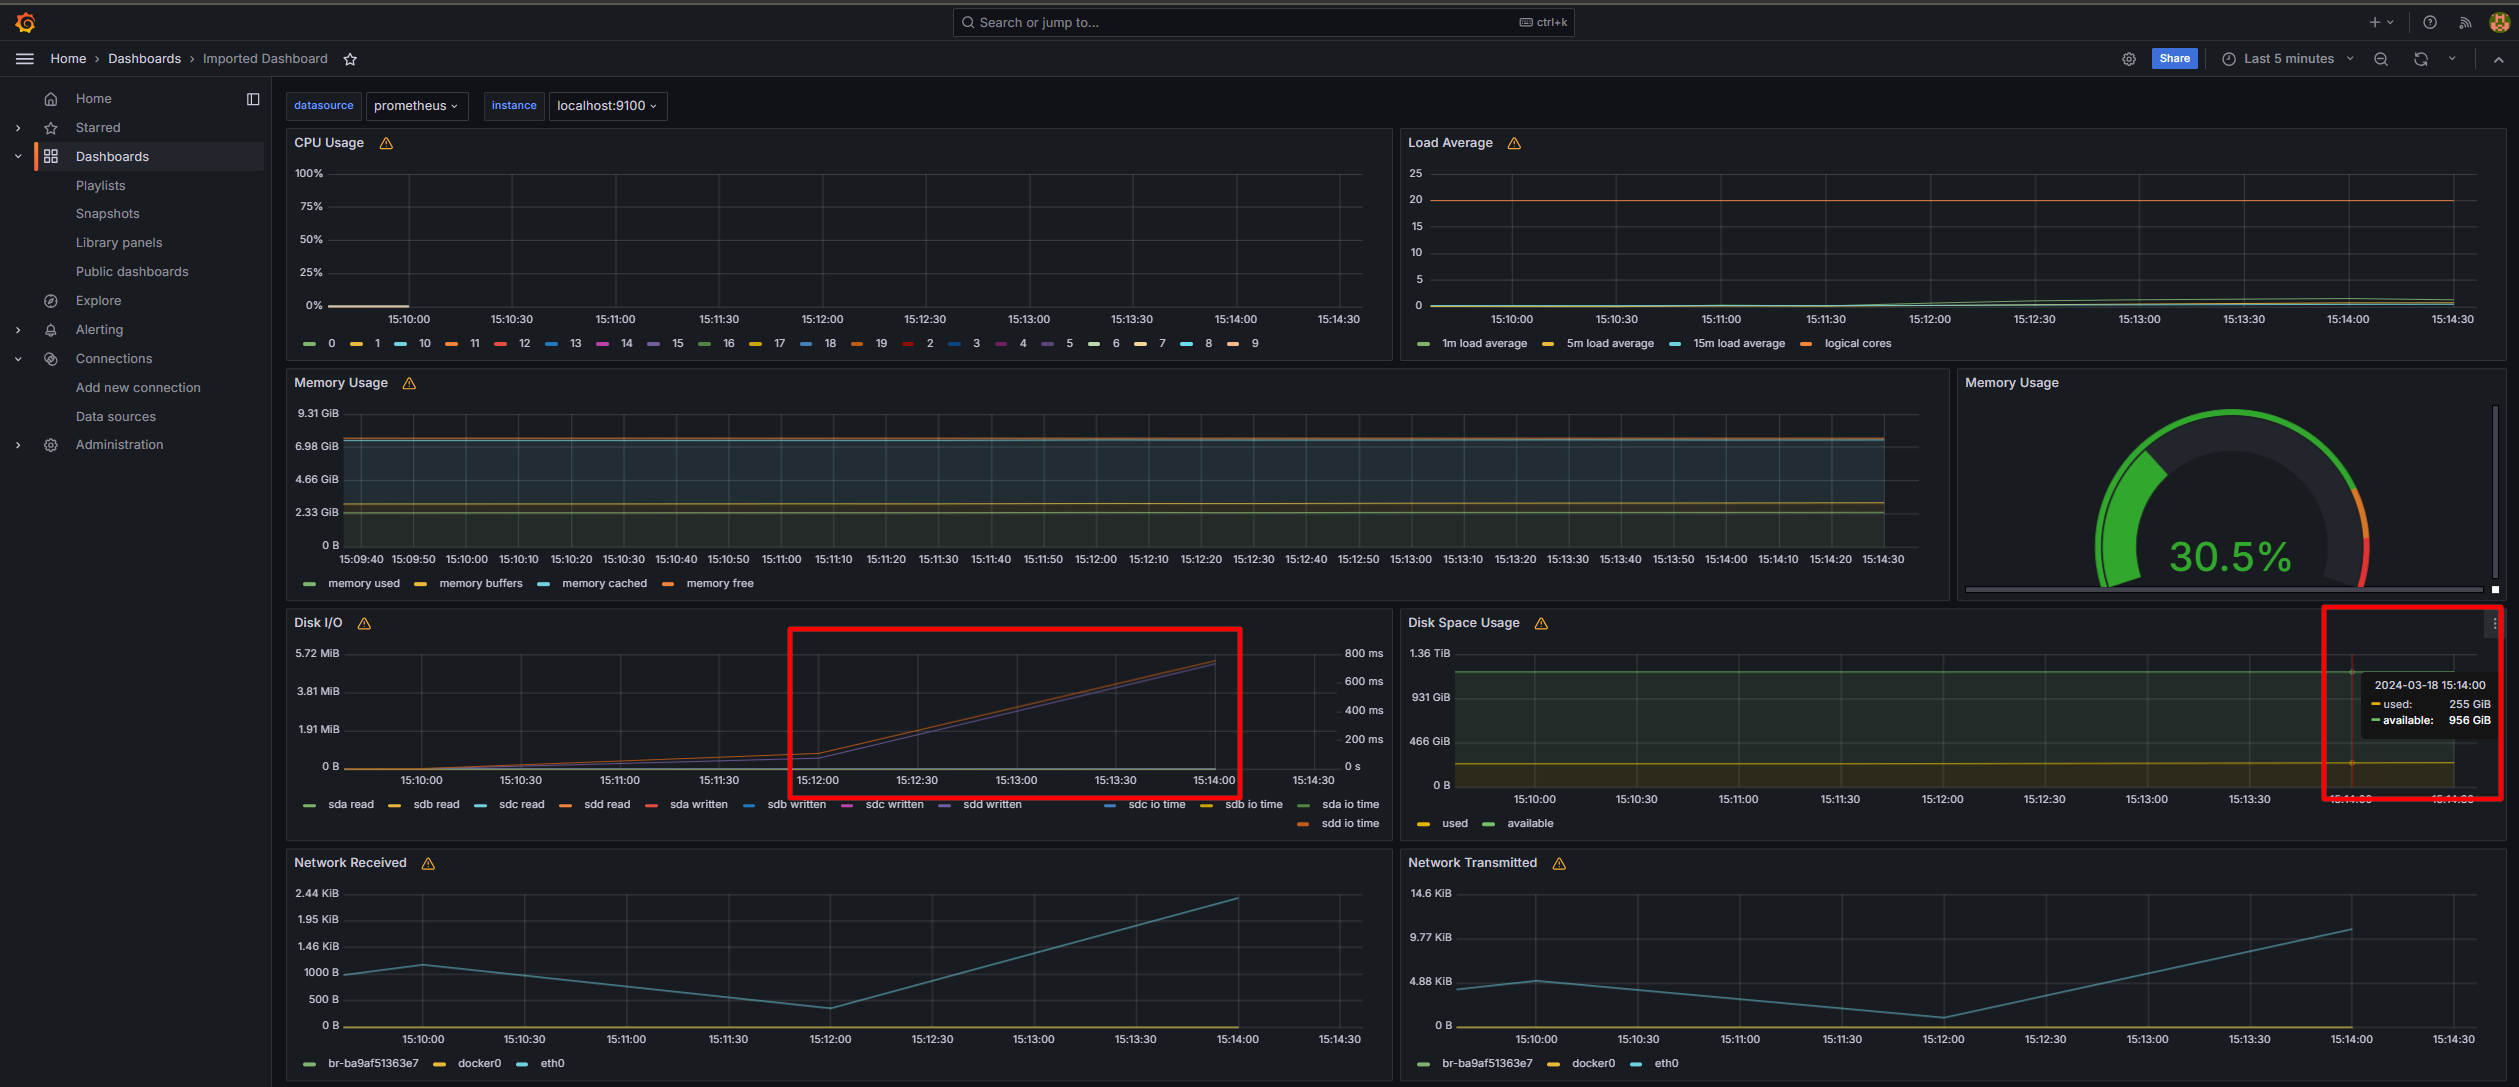 Search or jump to...
ctrl+k
Home › Dashboards › Imported Dashboard
Share
Last 5 minutes
Home
Starred
Dashboards
Playlists
Snapshots
Library panels
Public dashboards
Explore
Alerting
Connections
Add new connection
Data sources
Administration
datasource prometheus instance localhost:9100
CPU Usage
100%
75%
50%
25%
0%
15:10:00 15:10:30 15:11:00 15:11:30 15:12:00 15:12:30 15:13:00 15:13:30 15:14:00 15:14:30
0 1 10 11 12 13 14 15 16 17 18 19 2 3 4 5 6 7 8 9
Load Average
25
20
15
10
5
0
15:10:00 15:10:30 15:11:00 15:11:30 15:12:00 15:12:30 15:13:00 15:13:30 15:14:00 15:14:30
1m load average 5m load average 15m load average logical cores
Memory Usage
9.31 GiB
6.98 GiB
4.66 GiB
2.33 GiB
0 B
15:09:40 15:09:50 15:10:00 15:10:10 15:10:20 15:10:30 15:10:40 15:10:50 15:11:00 15:11:10 15:11:20 15:11:30 15:11:40 15:11:50 15:12:00 15:12:10 15:12:20 15:12:30 15:12:40 15:12:50 15:13:00 15:13:10 15:13:20 15:13:30 15:13:40 15:13:50 15:14:00 15:14:10 15:14:20 15:14:30
memory used memory buffers memory cached memory free
Memory Usage
30.5%
Disk I/O
5.72 MiB
3.81 MiB
1.91 MiB
0 B
800 ms
600 ms
400 ms
200 ms
0 s
15:10:00 15:10:30 15:11:00 15:11:30 15:12:00 15:12:30 15:13:00 15:13:30 15:14:00 15:14:30
sda read sdb read sdc read sdd read sda written sdb written sdc written sdd written sdc io time sdb io time sda io time
sdd io time
Disk Space Usage
1.36 TiB
931 GiB
466 GiB
0 B
2024-03-18 15:14:00
used: 255 GiB
available: 956 GiB
15:10:00 15:10:30 15:11:00 15:11:30 15:12:00 15:12:30 15:13:00 15:13:30 15:14:00 15:14:30
used available
Network Received
2.44 KiB
1.95 KiB
1.46 KiB
1000 B
500 B
0 B
15:10:00 15:10:30 15:11:00 15:11:30 15:12:00 15:12:30 15:13:00 15:13:30 15:14:00 15:14:30
br-ba9af51363e7 docker0 eth0
Network Transmitted
14.6 KiB
9.77 KiB
4.88 KiB
0 B
15:10:00 15:10:30 15:11:00 15:11:30 15:12:00 15:12:30 15:13:00 15:13:30 15:14:00 15:14:30
br-ba9af51363e7 docker0 eth0